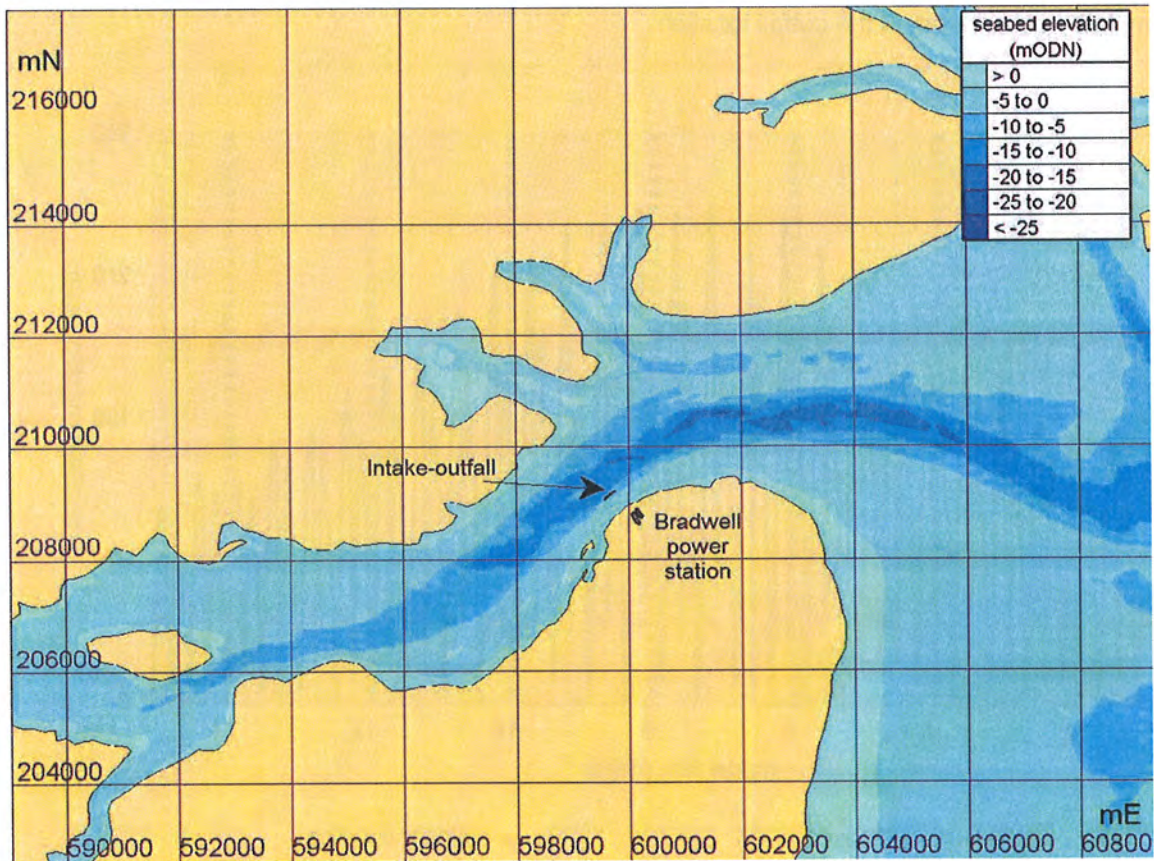 mN
216000
214000
212000
210000
208000
206000
204000
590000 592000 594000 596000 598000 600000 602000 604000 606000 60800
mE
seabed elevation
(mODN)
> 0
-5 to 0
-10 to -5
-15 to -10
-20 to -15
-25 to -20
< -25
Intake-outfall
Bradwell
power
station